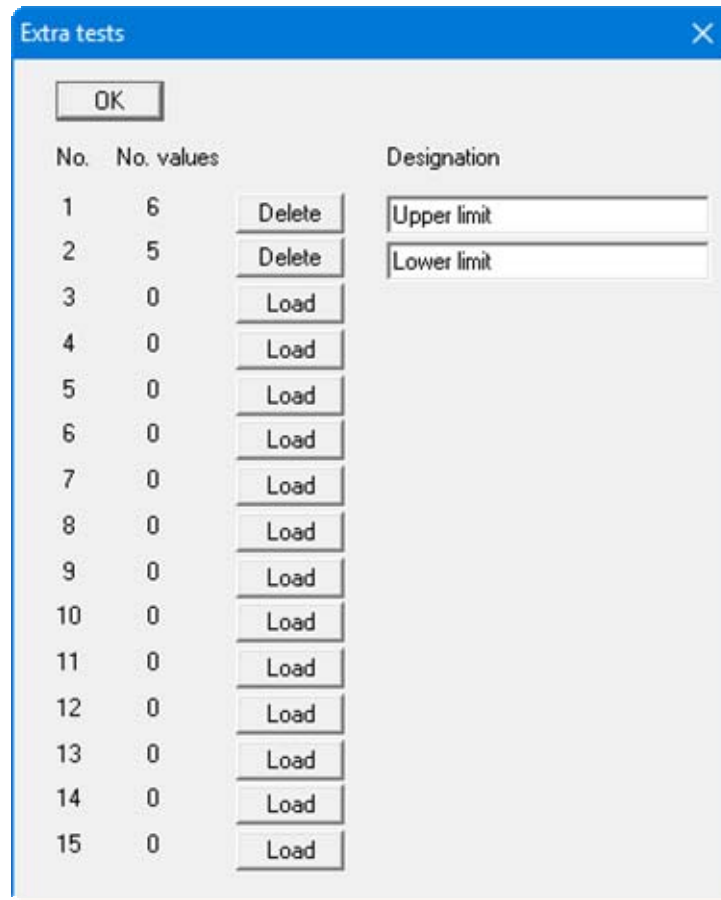 Extra tests
OK
No. No. values Designation
1 6 Delete Upper limit
2 5 Delete Lower limit
3 0 Load
4 0 Load
5 0 Load
6 0 Load
7 0 Load
8 0 Load
9 0 Load
10 0 Load
11 0 Load
12 0 Load
13 0 Load
14 0 Load
15 0 Load